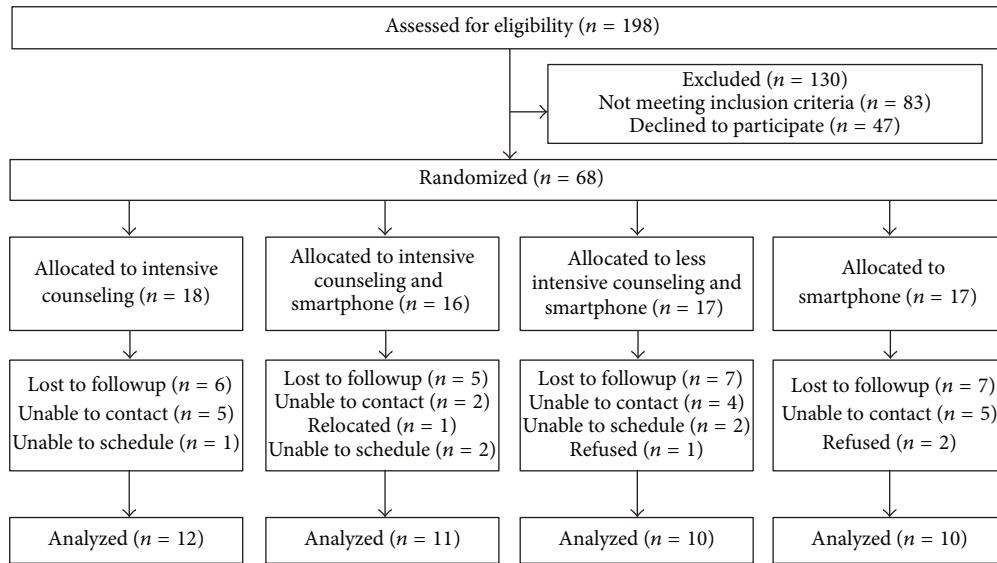 Assessed for eligibility (n = 198)
Excluded (n = 130)
Not meeting inclusion criteria (n = 83)
Declined to participate (n = 47)
Randomized (n = 68)
Allocated to intensive
counseling (n = 18)
Allocated to intensive
counseling and
smartphone (n = 16)
Allocated to less
intensive counseling and
smartphone (n = 17)
Allocated to
smartphone (n = 17)
Lost to followup (n = 6)
Unable to contact (n = 5)
Unable to schedule (n = 1)
Lost to followup (n = 5)
Unable to contact (n = 2)
Relocated (n = 1)
Unable to schedule (n = 2)
Lost to followup (n = 7)
Unable to contact (n = 4)
Unable to schedule (n = 2)
Refused (n = 1)
Lost to followup (n = 7)
Unable to contact (n = 5)
Refused (n = 2)
Analyzed (n = 12)
Analyzed (n = 11)
Analyzed (n = 10)
Analyzed (n = 10)